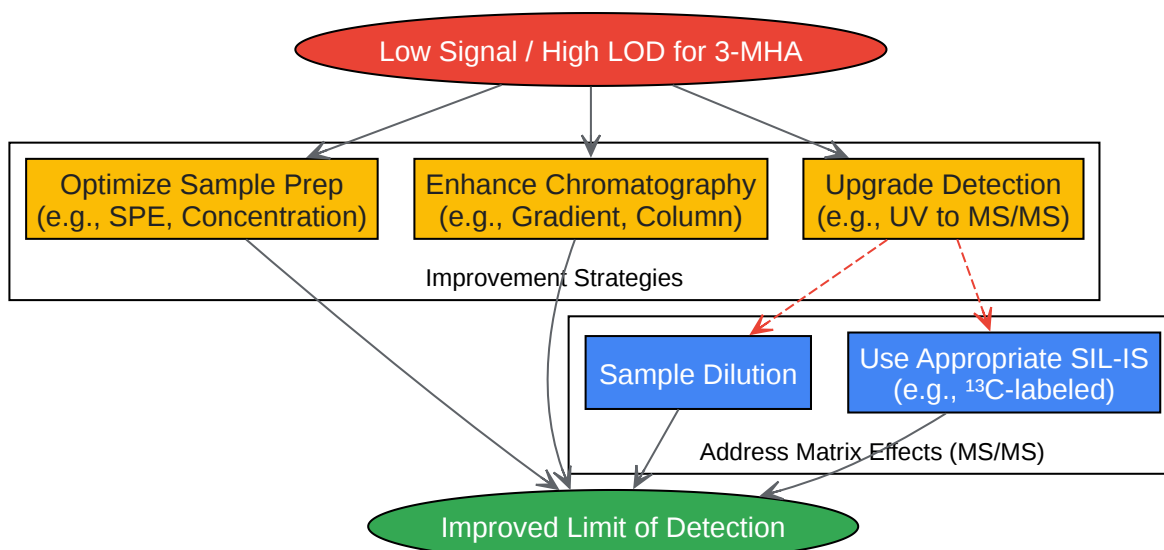 Low Signal / High LOD for 3-MHA
Optimize Sample Prep
(e.g., SPE, Concentration)
Enhance Chromatography
(e.g., Gradient, Column)
Upgrade Detection
(e.g., UV to MS/MS)
Improvement Strategies
Sample Dilution
Use Appropriate SIL-IS
(e.g., ¹³C-labeled)
Address Matrix Effects (MS/MS)
Improved Limit of Detection